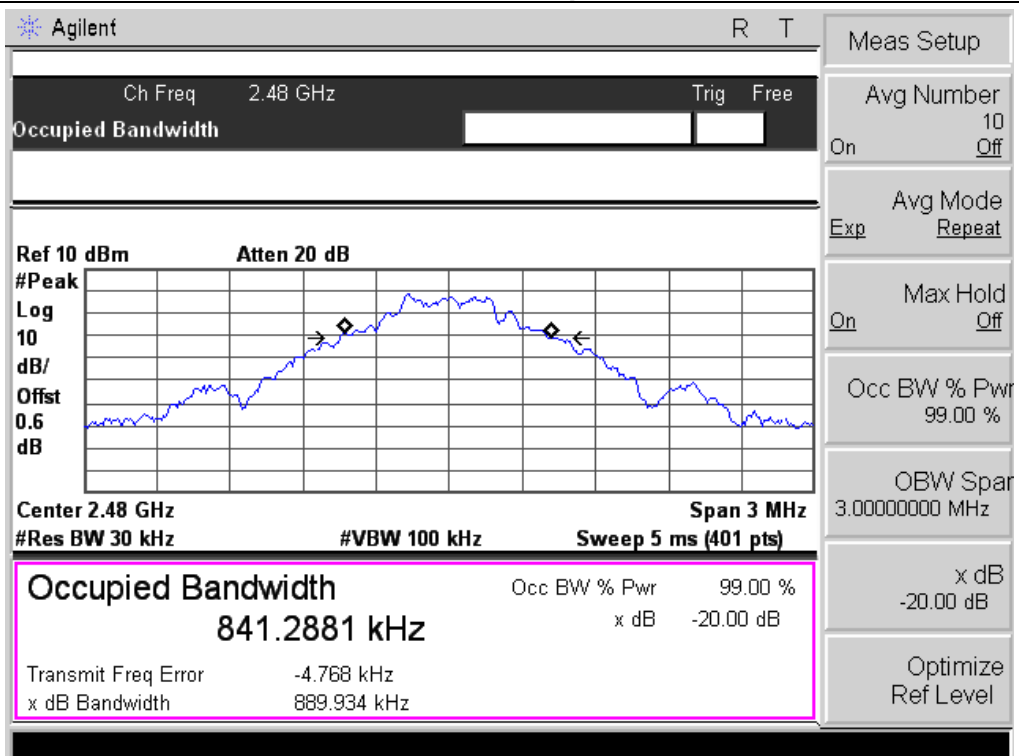 Agilent R T
Ch Freq 2.48 GHz Trig Free
Occupied Bandwidth
Ref 10 dBm Atten 20 dB
#Peak
Log
10
dB/
Offst
0.6
dB
Center 2.48 GHz Span 3 MHz
#Res BW 30 kHz #VBW 100 kHz Sweep 5 ms (401 pts)
Occupied Bandwidth
841.2881 kHz
Occ BW % Pwr 99.00 %
x dB -20.00 dB
Transmit Freq Error -4.768 kHz
x dB Bandwidth 889.934 kHz
Meas Setup
Avg Number
10
On Off
Avg Mode
Exp Repeat
Max Hold
On Off
Occ BW % Pwr
99.00 %
OBW Span
3.00000000 MHz
x dB
-20.00 dB
Optimize
Ref Level